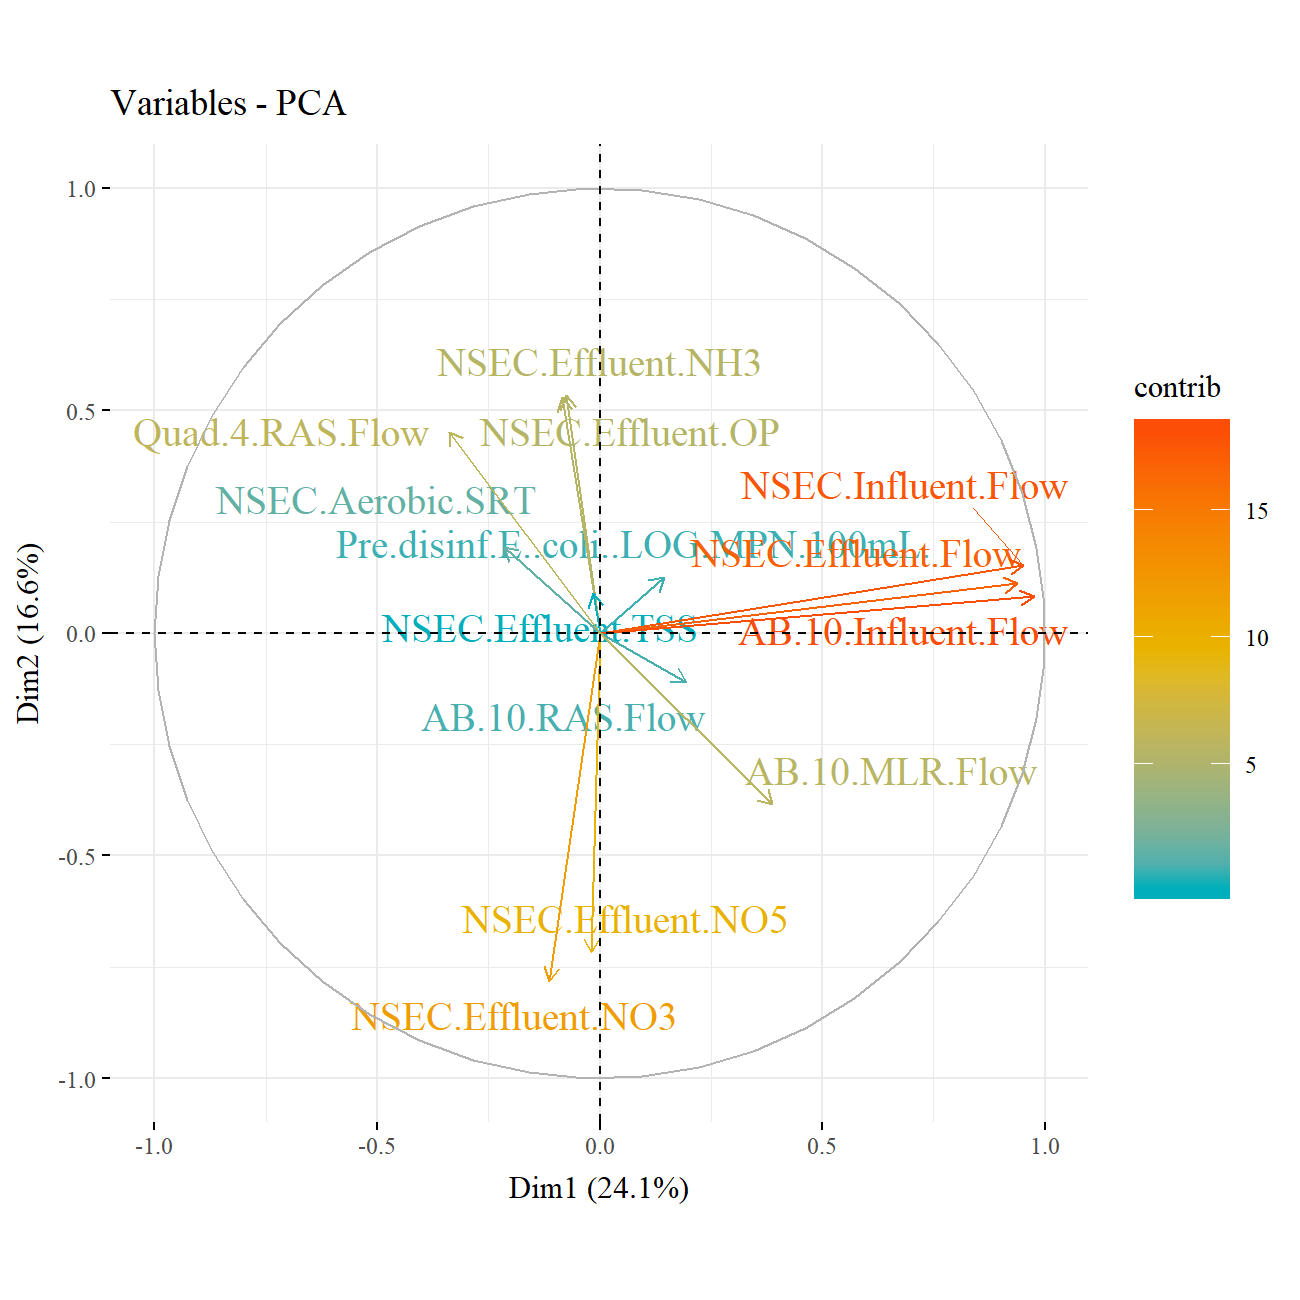 Variables - PCA
1.0
0.5
0.0
-0.5
-1.0
Dim2 (16.6%)
NSEC.Effluent.NH3
Quad.4.RAS.Flow
NSEC.Effluent.OP
NSEC.Aerobic.SRT
NSEC.Influent.Flow
Pre.disinf.E..coli..LOG.MPN.100mL.
NSEC.Effluent.Flow
NSEC.Effluent.TSS
AB.10.Influent.Flow
AB.10.RAS.Flow
AB.10.MLR.Flow
NSEC.Effluent.NO5
NSEC.Effluent.NO3
-1.0
-0.5
0.0
0.5
1.0
Dim1 (24.1%)
contrib
15
10
5